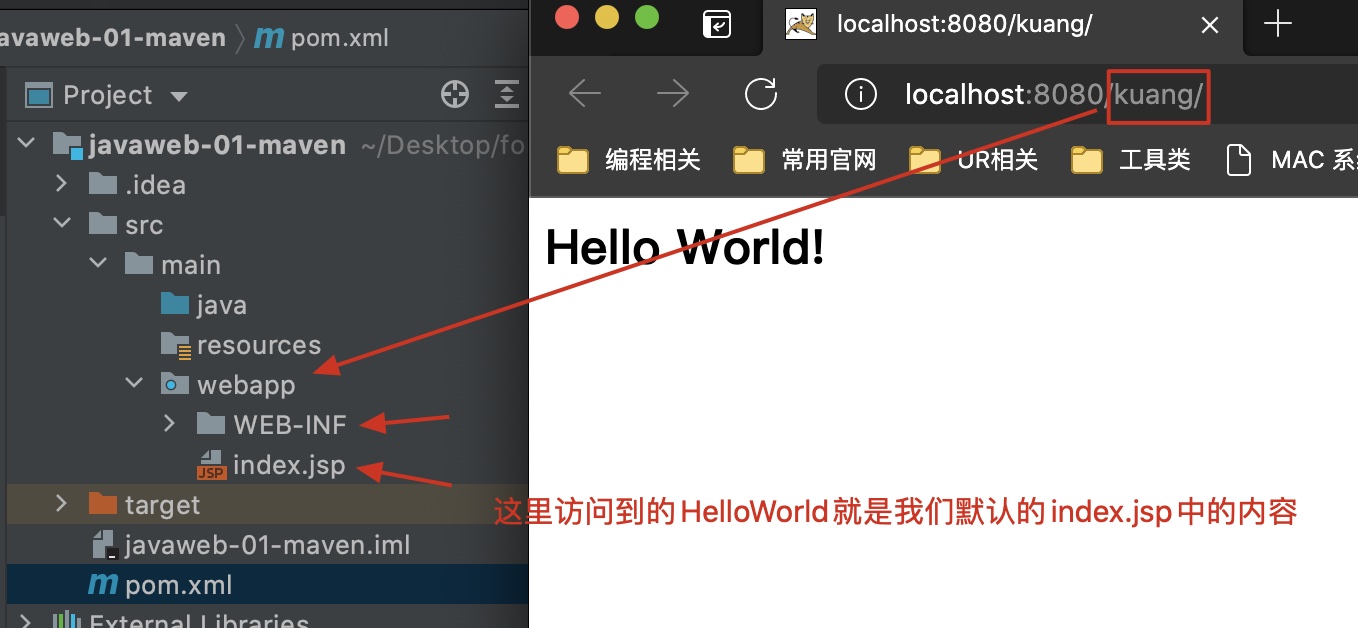 avaweb-01-maven
pom.xml
Project
javaweb-01-maven ~/Desktop/fo
.idea
src
main
java
resources
webapp
WEB-INF
JSP index.jsp
target
javaweb-01-maven.iml
pom.xml
External Libraries
localhost:8080/kuang/
localhost:8080/kuang/
编程相关
常用官网
UR相关
工具类
MAC 系
Hello World!
这里访问到的HelloWorld就是我们默认的index.jsp中的内容